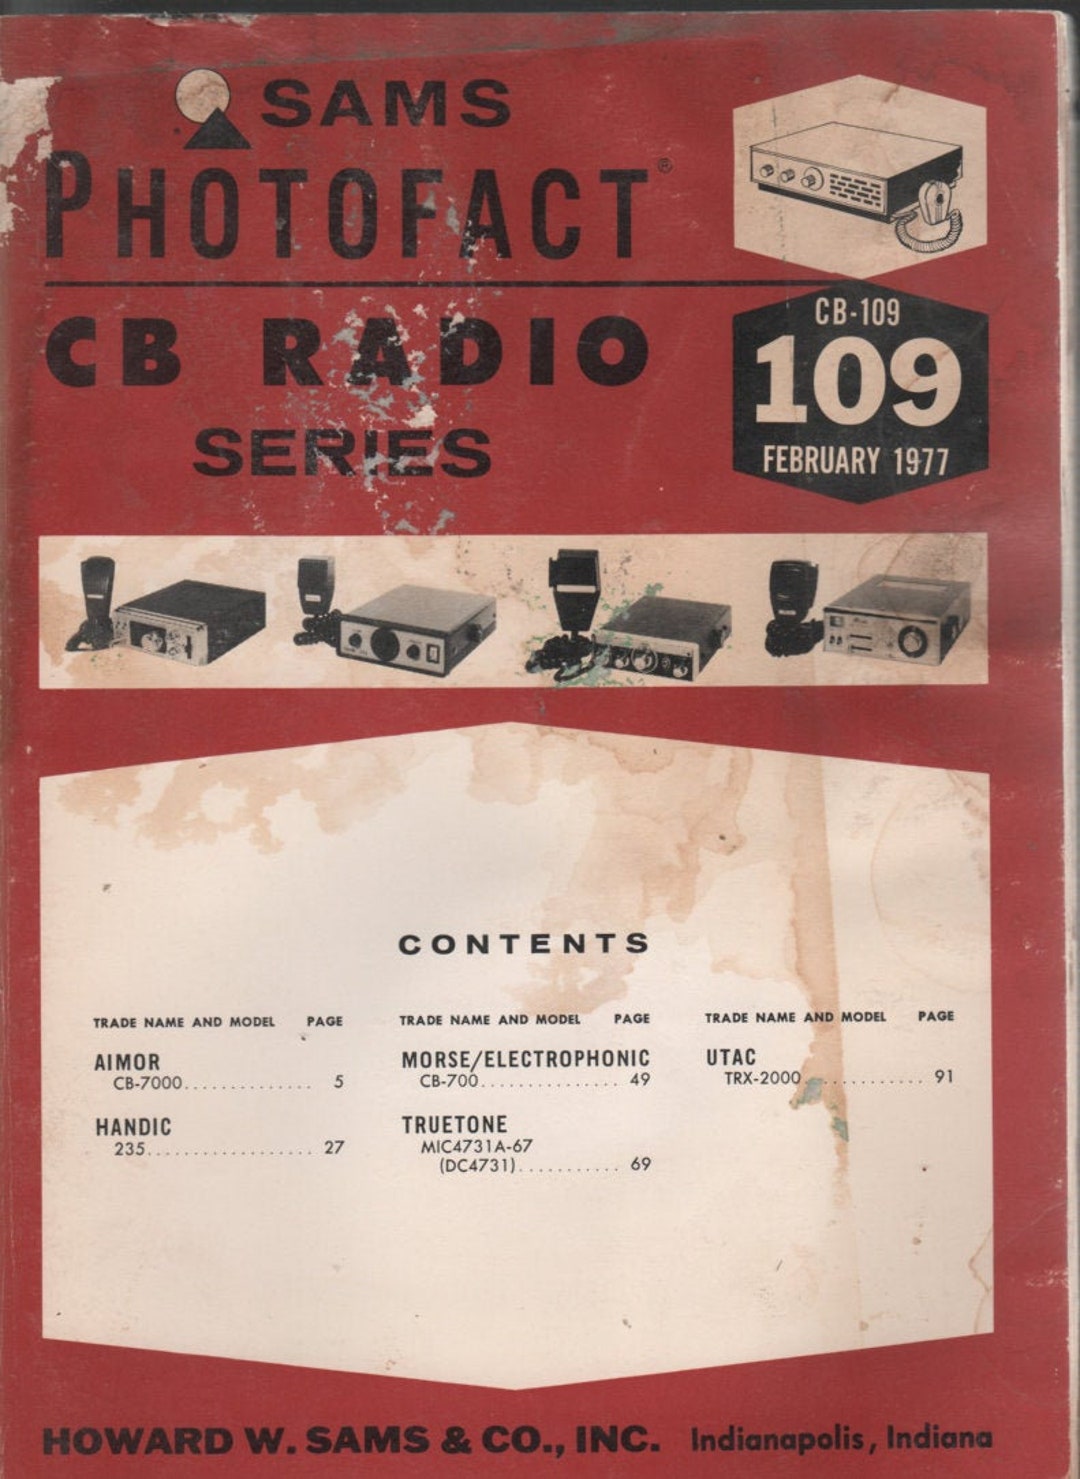 SAMS
PHOTOFACT®
CB RADIO
SERIES
CB-109
109
FEBRUARY 1977
CONTENTS
TRADE NAME AND MODEL PAGE
AIMOR
CB-7000.............. 5
HANDIC
235.................. 27
TRADE NAME AND MODEL PAGE
MORSE/ELECTROPHONIC
CB-700............... 49
TRUETONE
MIC4731A-67
(DC4731)........... 69
TRADE NAME AND MODEL PAGE
UTAC
TRX-2000............ 91
HOWARD W. SAMS & CO., INC. Indianapolis, Indiana